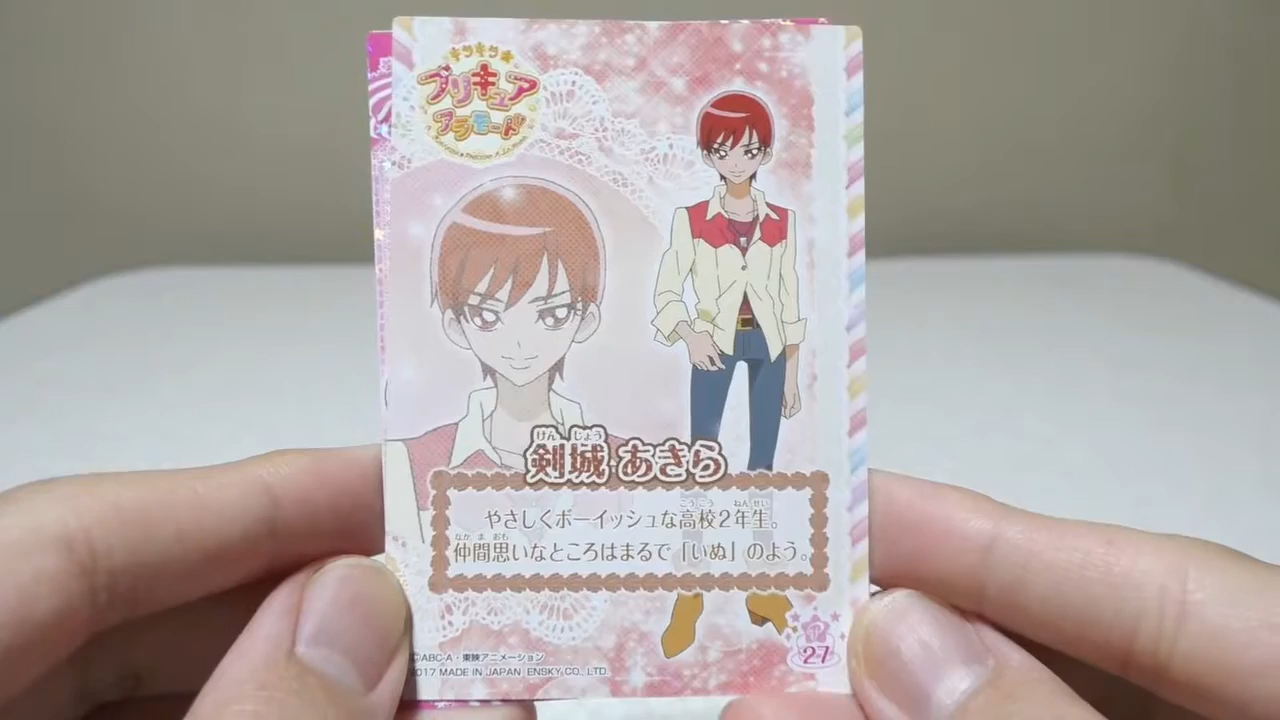 キラキラ☆
プリキュア
アラモード
けんじょう
剣城 あきら
こうこう ねんせい
やさしくボーイッシュな高校2年生。
なかまおも
仲間思いなところはまるで「いぬ」のよう。
27
©ABC-A・東映アニメーション
2017 MADE IN JAPAN ENSKY CO., LTD.